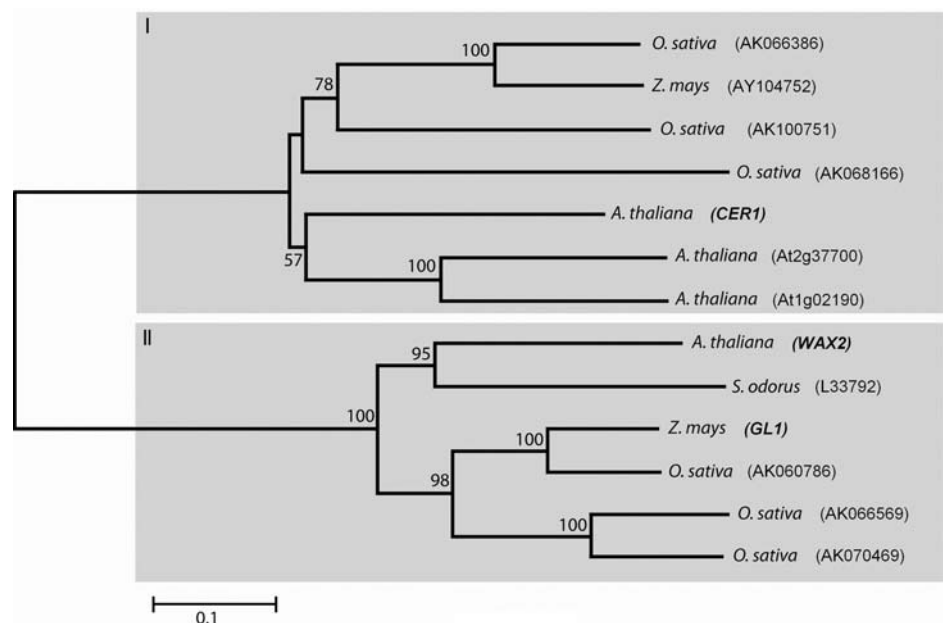 I
O. sativa (AK066386)
100
Z. mays (AY104752)
78
O. sativa (AK100751)
O. sativa (AK068166)
A. thaliana (CER1)
57
A. thaliana (At2g37700)
100
A. thaliana (At1g02190)
II
A. thaliana (WAX2)
95
S. odorus (L33792)
100
Z. mays (GL1)
100
O. sativa (AK060786)
98
O. sativa (AK066569)
100
O. sativa (AK070469)
0.1